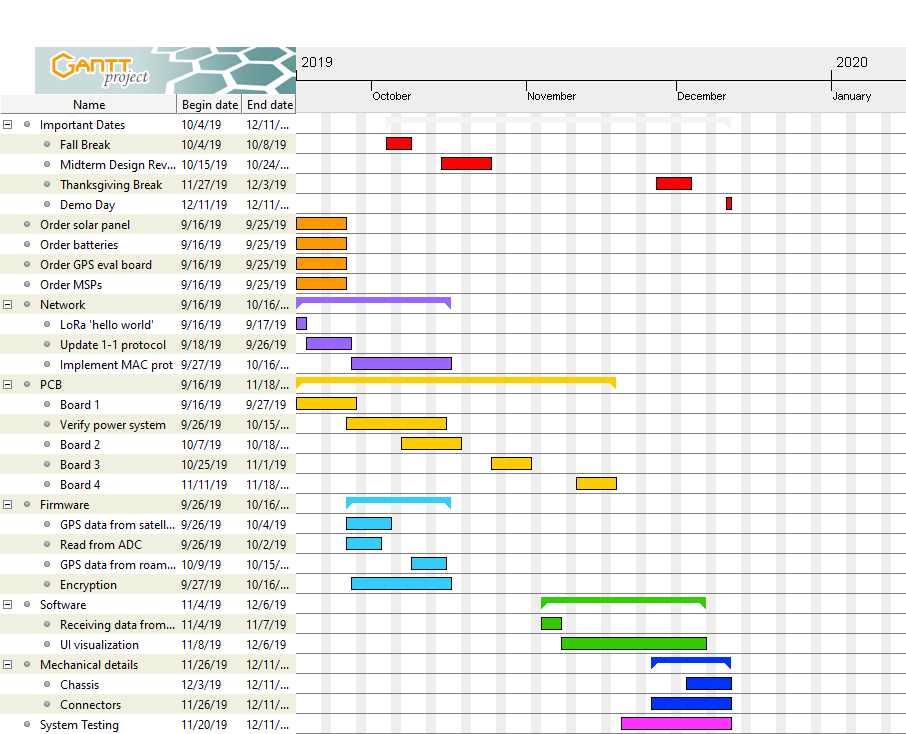 GANTT
project
2019 2020
October November December January
Name Begin date End date
Important Dates 10/4/19 12/11/...
Fall Break 10/4/19 10/8/19
Midterm Design Rev... 10/15/19 10/24/...
Thanksgiving Break 11/27/19 12/3/19
Demo Day 12/11/19 12/11/...
Order solar panel 9/16/19 9/25/19
Order batteries 9/16/19 9/25/19
Order GPS eval board 9/16/19 9/25/19
Order MSPs 9/16/19 9/25/19
Network 9/16/19 10/16/...
LoRa 'hello world' 9/16/19 9/17/19
Update 1-1 protocol 9/18/19 9/26/19
Implement MAC prot 9/27/19 10/16/...
PCB 9/16/19 11/18/...
Board 1 9/16/19 9/27/19
Verify power system 9/26/19 10/15/...
Board 2 10/7/19 10/18/...
Board 3 10/25/19 11/1/19
Board 4 11/11/19 11/18/...
Firmware 9/26/19 10/16/...
GPS data from satell... 9/26/19 10/4/19
Read from ADC 9/26/19 10/2/19
GPS data from roam... 10/9/19 10/15/...
Encryption 9/27/19 10/16/...
Software 11/4/19 12/6/19
Receiving data from... 11/4/19 11/7/19
UI visualization 11/8/19 12/6/19
Mechanical details 11/26/19 12/11/...
Chassis 12/3/19 12/11/...
Connectors 11/26/19 12/11/...
System Testing 11/20/19 12/11/...